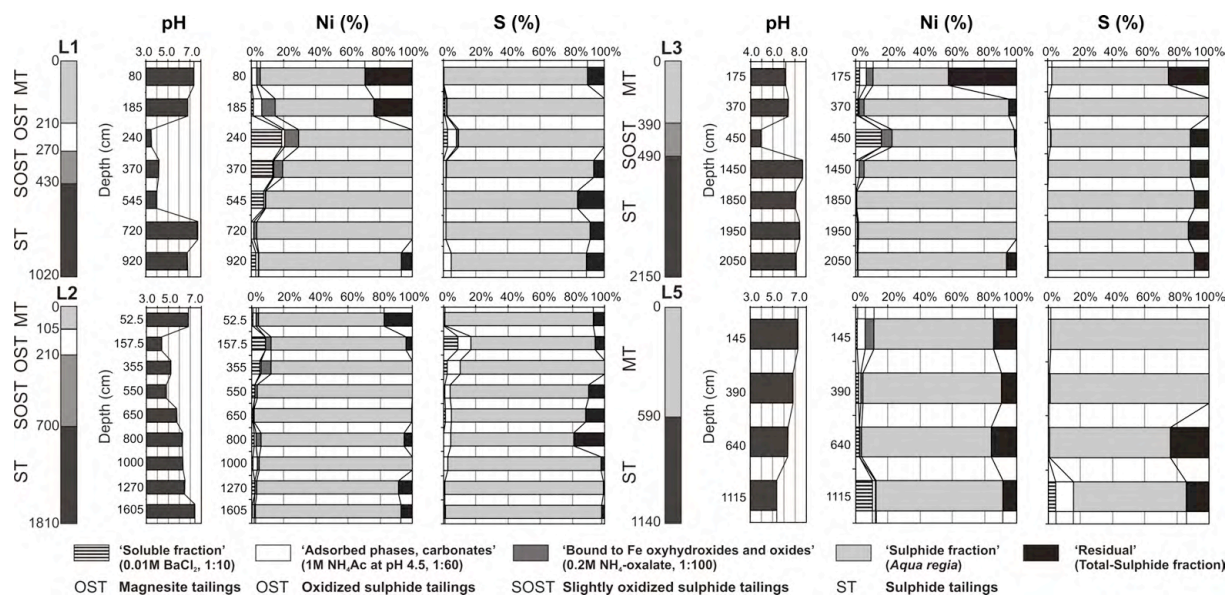 pH Ni (%) S (%) pH Ni (%) S (%)
L1 3.0 5.0 7.0 0% 20% 40% 60% 80% 100% 0% 20% 40% 60% 80% 100% L3 4.0 6.0 8.0 0% 20% 40% 60% 80% 100% 0% 20% 40% 60% 80% 100%
0 MT 210 OST 270 SOST 430 ST 1020
Depth (cm)
80 80
185 185
240 240
370 370
545 545
720 720
920 920
0 MT 390 SOST 490 ST 2150
Depth (cm)
175 175
370 370
450 450
1450 1450
1850 1850
1950 1950
2050 2050
L2 3.0 5.0 7.0 0% 20% 40% 60% 80% 100% 0% 20% 40% 60% 80% 100% L5 3.0 5.0 7.0 0% 20% 40% 60% 80% 100% 0% 20% 40% 60% 80% 100%
0 MT 105 OST 210 SOST 700 ST 1810
Depth (cm)
52.5 52.5
157.5 157.5
355 355
550 550
650 650
800 800
1000 1000
1270 1270
1605 1605
0 MT 590 ST 1140
Depth (cm)
145 145
390 390
640 640
1115 1115
'Soluble fraction' 'Adsorbed phases, carbonates' 'Bound to Fe oxyhydroxides and oxides' 'Sulphide fraction' 'Residual'
(0.01M BaCl₂, 1:10) (1M NH₄Ac at pH 4.5, 1:60) (0.2M NH₄-oxalate, 1:100) (Aqua regia) (Total-Sulphide fraction)
OST Magnesite tailings OST Oxidized sulphide tailings SOST Slightly oxidized sulphide tailings ST Sulphide tailings